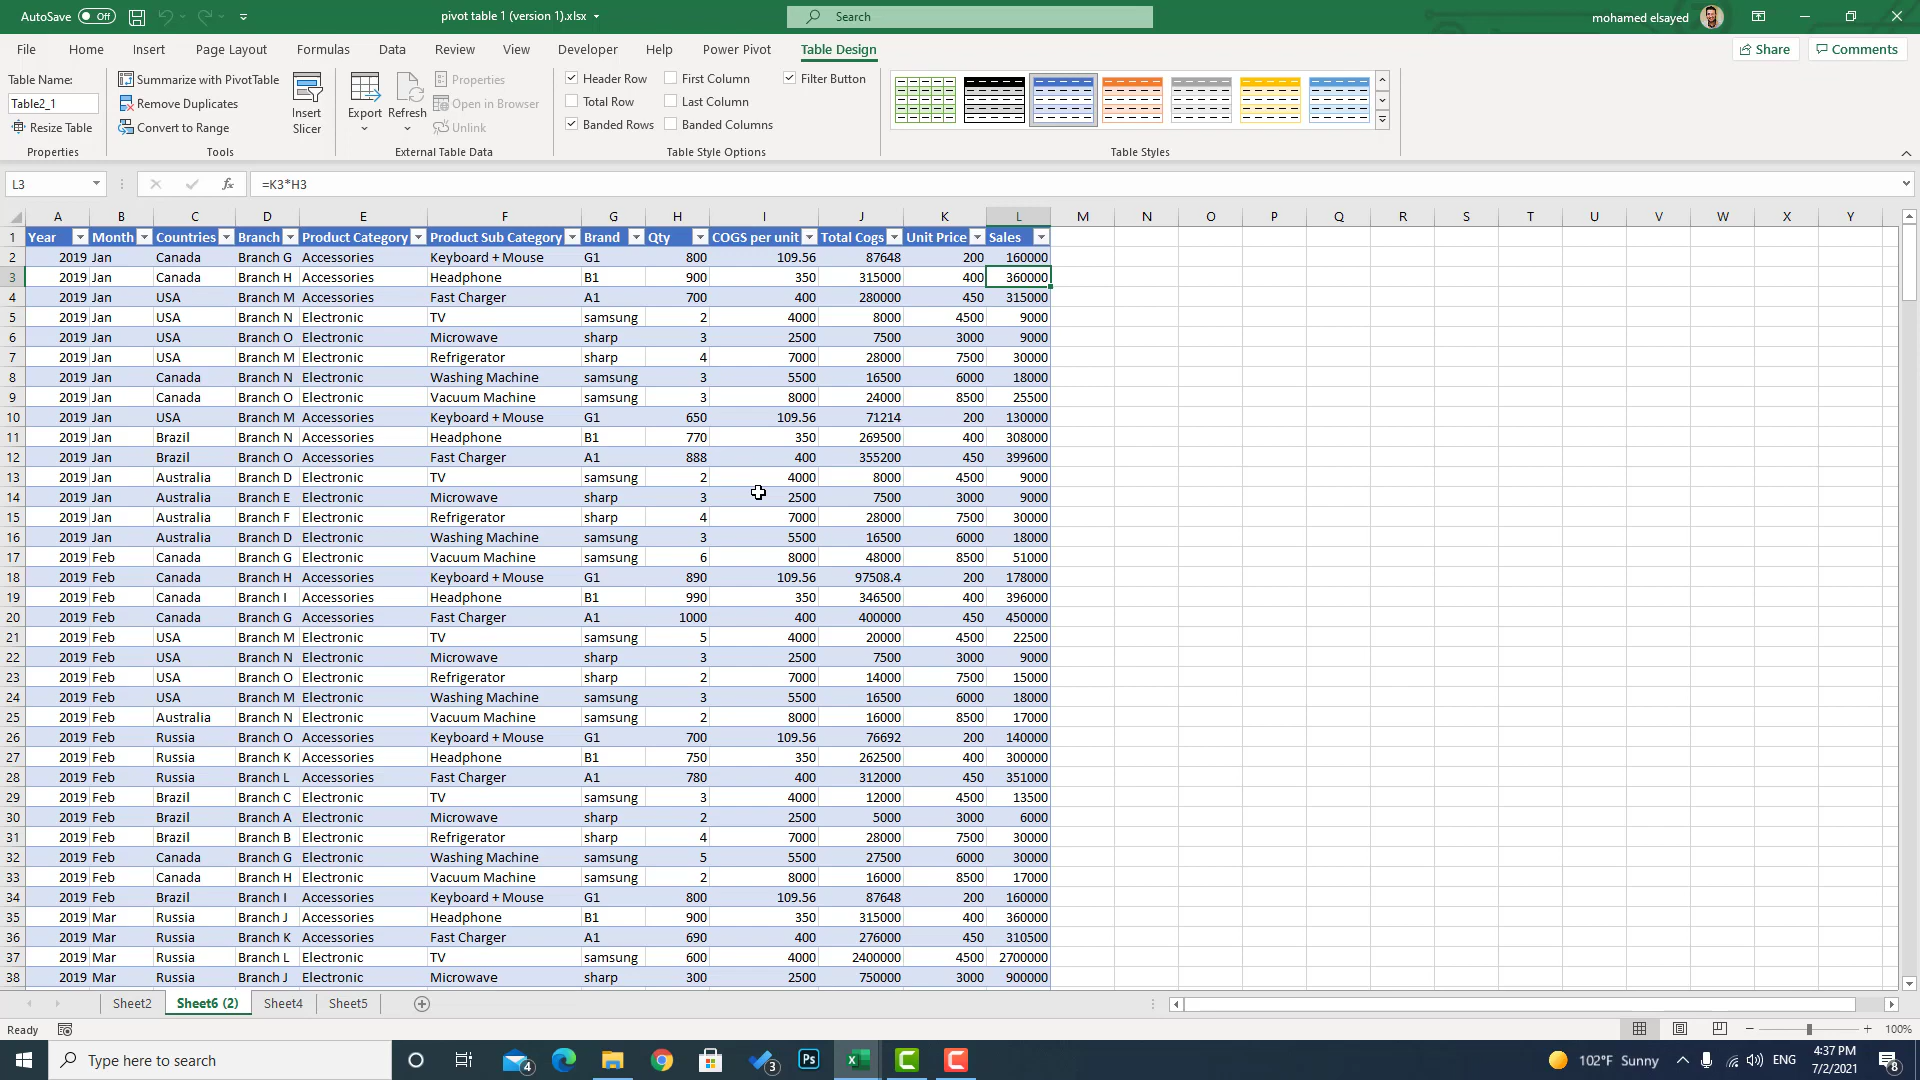 AutoSave Off pivot table 1 (version 1).xlsx Search mohamed elsayed
File Home Insert Page Layout Formulas Data Review View Developer Help Power Pivot Table Design Share Comments
Table Name: Summarize with PivotTable Properties Header Row First Column Filter Button
Table2_1 Remove Duplicates Insert Slicer Export Refresh Open in Browser Total Row Last Column
Resize Table Convert to Range Unlink Banded Rows Banded Columns
Properties Tools External Table Data Table Style Options Table Styles
L3 fx =K3*H3
A B C D E F G H I J K L M N O P Q R S T U V W X Y
1 Year Month Countries Branch Product Category Product Sub Category Brand Qty COGS per unit Total Cogs Unit Price Sales
2 2019 Jan Canada Branch G Accessories Keyboard + Mouse G1 800 109.56 87648 200 160000
3 2019 Jan Canada Branch H Accessories Headphone B1 900 350 315000 400 360000
4 2019 Jan USA Branch M Accessories Fast Charger A1 700 400 280000 450 315000
5 2019 Jan USA Branch N Electronic TV samsung 2 4000 8000 4500 9000
6 2019 Jan USA Branch O Electronic Microwave sharp 3 2500 7500 3000 9000
7 2019 Jan USA Branch M Electronic Refrigerator sharp 4 7000 28000 7500 30000
8 2019 Jan Canada Branch N Electronic Washing Machine samsung 3 5500 16500 6000 18000
9 2019 Jan Canada Branch O Electronic Vacuum Machine samsung 3 8000 24000 8500 25500
10 2019 Jan USA Branch M Accessories Keyboard + Mouse G1 650 109.56 71214 200 130000
11 2019 Jan Brazil Branch N Accessories Headphone B1 770 350 269500 400 308000
12 2019 Jan Brazil Branch O Accessories Fast Charger A1 888 400 355200 450 399600
13 2019 Jan Australia Branch D Electronic TV samsung 2 4000 8000 4500 9000
14 2019 Jan Australia Branch E Electronic Microwave sharp 3 2500 7500 3000 9000
15 2019 Jan Australia Branch F Electronic Refrigerator sharp 4 7000 28000 7500 30000
16 2019 Jan Australia Branch D Electronic Washing Machine samsung 3 5500 16500 6000 18000
17 2019 Feb Canada Branch G Electronic Vacuum Machine samsung 6 8000 48000 8500 51000
18 2019 Feb Canada Branch H Accessories Keyboard + Mouse G1 890 109.56 97508.4 200 178000
19 2019 Feb Canada Branch I Accessories Headphone B1 990 350 346500 400 396000
20 2019 Feb Canada Branch G Accessories Fast Charger A1 1000 400 400000 450 450000
21 2019 Feb USA Branch M Electronic TV samsung 5 4000 20000 4500 22500
22 2019 Feb USA Branch N Electronic Microwave sharp 3 2500 7500 3000 9000
23 2019 Feb USA Branch O Electronic Refrigerator sharp 2 7000 14000 7500 15000
24 2019 Feb USA Branch M Electronic Washing Machine samsung 3 5500 16500 6000 18000
25 2019 Feb Australia Branch N Electronic Vacuum Machine samsung 2 8000 16000 8500 17000
26 2019 Feb Russia Branch O Accessories Keyboard + Mouse G1 700 109.56 76692 200 140000
27 2019 Feb Russia Branch K Accessories Headphone B1 750 350 262500 400 300000
28 2019 Feb Russia Branch L Accessories Fast Charger A1 780 400 312000 450 351000
29 2019 Feb Brazil Branch C Electronic TV samsung 3 4000 12000 4500 13500
30 2019 Feb Brazil Branch A Electronic Microwave sharp 2 2500 5000 3000 6000
31 2019 Feb Brazil Branch B Electronic Refrigerator sharp 4 7000 28000 7500 30000
32 2019 Feb Canada Branch G Electronic Washing Machine samsung 5 5500 27500 6000 30000
33 2019 Feb Canada Branch H Electronic Vacuum Machine samsung 2 8000 16000 8500 17000
34 2019 Feb Brazil Branch I Accessories Keyboard + Mouse G1 800 109.56 87648 200 160000
35 2019 Mar Russia Branch J Accessories Headphone B1 900 350 315000 400 360000
36 2019 Mar Russia Branch K Accessories Fast Charger A1 690 400 276000 450 310500
37 2019 Mar Russia Branch L Electronic TV samsung 600 4000 2400000 4500 2700000
38 2019 Mar Russia Branch J Electronic Microwave sharp 300 2500 750000 3000 900000
Sheet2 Sheet6 (2) Sheet4 Sheet5
Ready 100%
Type here to search 4 3 Ps 102°F Sunny ENG 4:37 PM 7/2/2021 8